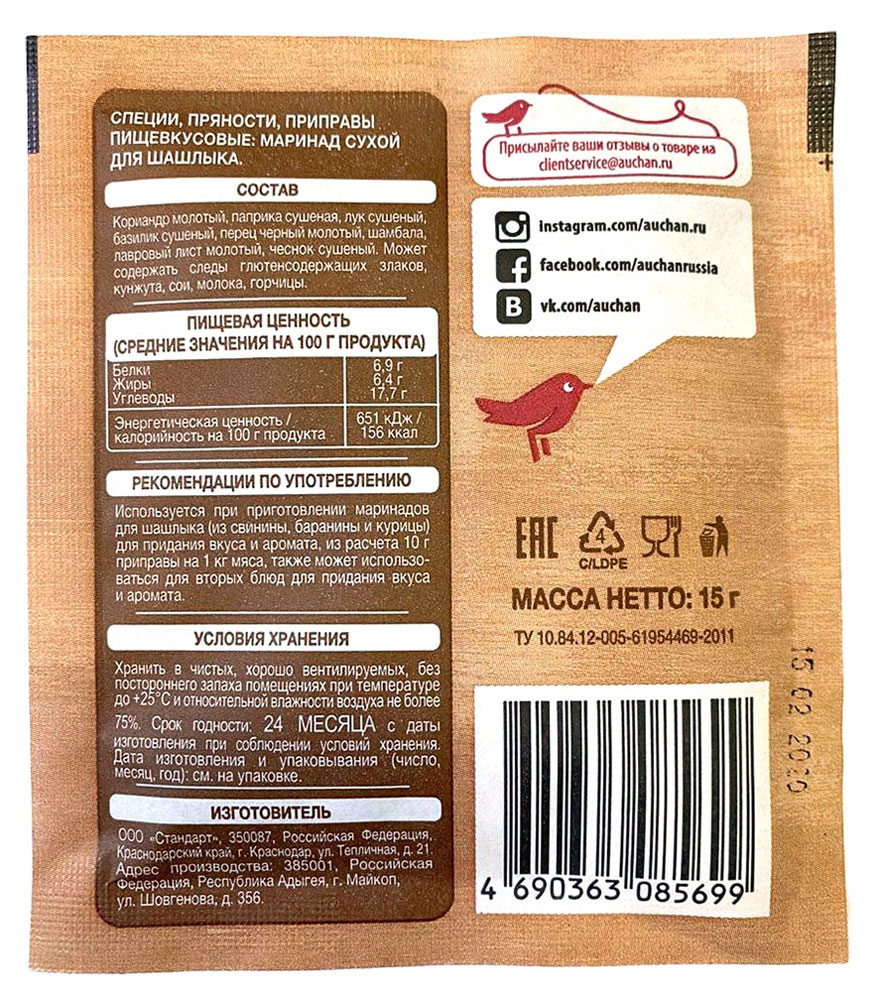 СПЕЦИИ, ПРЯНОСТИ, ПРИПРАВЫ
ПИЩЕВКУСОВЫЕ: МАРИНАД СУХОЙ
ДЛЯ ШАШЛЫКА.
СОСТАВ
Кориандр молотый, паприка сушеная, лук сушеный,
базилик сушеный, перец черный молотый, шамбала,
лавровый лист молотый, чеснок сушеный. Может
содержать следы глютенсодержащих злаков,
кунжута, сои, молока, горчицы.
ПИЩЕВАЯ ЦЕННОСТЬ
(СРЕДНИЕ ЗНАЧЕНИЯ НА 100 Г ПРОДУКТА)
Белки 6,9 г
Жиры 6,4 г
Углеводы 17,7 г
Энергетическая ценность / 651 кДж /
калорийность на 100 г продукта 156 ккал
РЕКОМЕНДАЦИИ ПО УПОТРЕБЛЕНИЮ
Используется при приготовлении маринадов
для шашлыка (из свинины, баранины и курицы)
для придания вкуса и аромата, из расчета 10 г
приправы на 1 кг мяса, также может использо-
ваться для вторых блюд для придания вкуса
и аромата.
УСЛОВИЯ ХРАНЕНИЯ
Хранить в чистых, хорошо вентилируемых, без
постороннего запаха помещениях при температуре
до +25°С и относительной влажности воздуха не более
75%. Срок годности: 24 МЕСЯЦА с даты
изготовления при соблюдении условий хранения.
Дата изготовления и упаковывания (число,
месяц, год): см. на упаковке.
ИЗГОТОВИТЕЛЬ
ООО «Стандарт», 350087, Российская Федерация,
Краснодарский край, г. Краснодар, ул. Тепличная, д. 21.
Адрес производства: 385001, Российская
Федерация, Республика Адыгея, г. Майкоп,
ул. Шовгенова, д. 356.
Присылайте ваши отзывы о товаре на
clientservice@auchan.ru
instagram.com/auchan.ru
facebook.com/auchanrussia
vk.com/auchan
EAC
4
C/LDPE
МАССА НЕТТО: 15 г
ТУ 10.84.12-005-61954469-2011
15 02 2020
4 690363 085699